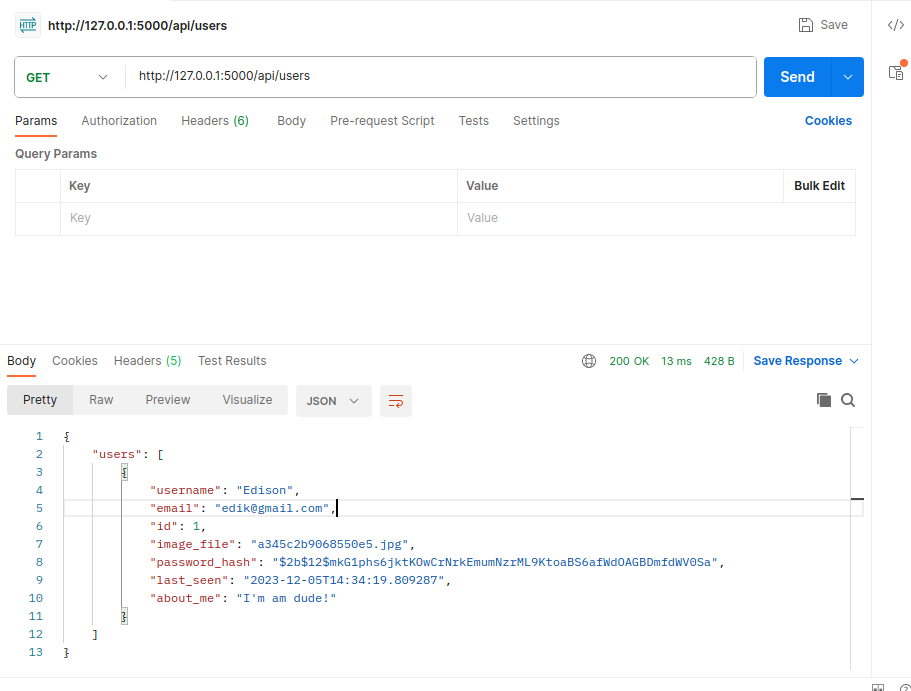 HTTP http://127.0.0.1:5000/api/users Save
GET http://127.0.0.1:5000/api/users Send
Params Authorization Headers (6) Body Pre-request Script Tests Settings Cookies
Query Params
Key Value Bulk Edit
Key Value
Body Cookies Headers (5) Test Results 200 OK 13 ms 428 B Save Response
Pretty Raw Preview Visualize JSON
1 {
2 "users": [
3 {
4 "username": "Edison",
5 "email": "edik@gmail.com",
6 "id": 1,
7 "image_file": "a345c2b9068550e5.jpg",
8 "password_hash": "$2b$12$mkG1phs6jktKOwCrNrkEmumNzrML9KtoaBS6afWdOAGBDmfdWV0Sa",
9 "last_seen": "2023-12-05T14:34:19.809287",
10 "about_me": "I'm am dude!"
11 }
12 ]
13 }